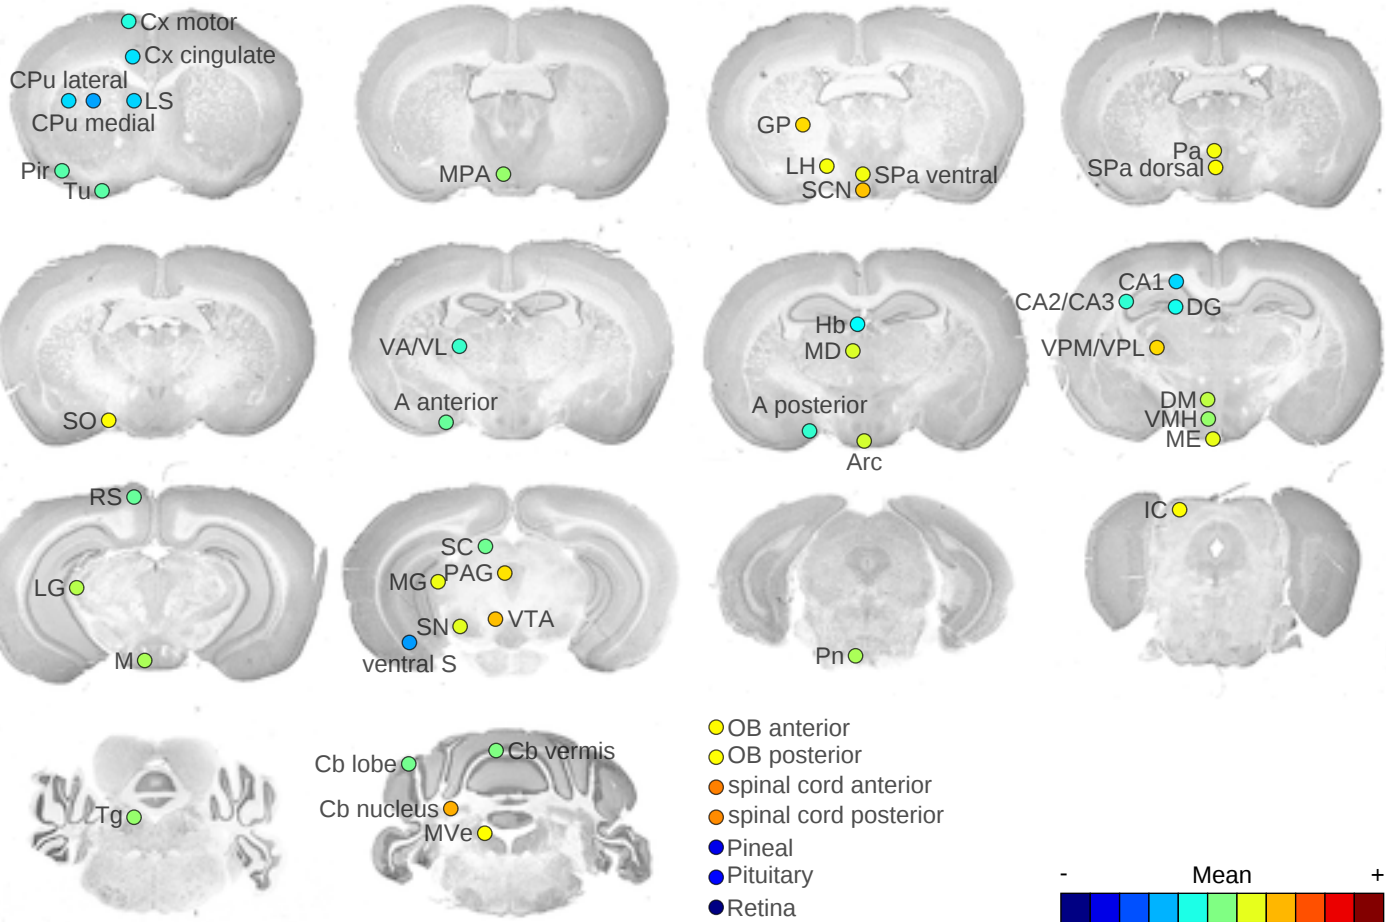 Cx motor
Cx cingulate
CPu lateral
LS
CPu medial
Pir
Tu
MPA
GP
LH
SPa ventral
SCN
Pa
SPa dorsal
SO
VA/VL
A anterior
Hb
MD
A posterior
Arc
CA1
CA2/CA3
DG
VPM/VPL
DM
VMH
ME
RS
LG
M
SC
MG
PAG
SN
VTA
ventral S
Pn
IC
Tg
Cb lobe
Cb vermis
Cb nucleus
MVe
OB anterior
OB posterior
spinal cord anterior
spinal cord posterior
Pineal
Pituitary
Retina
- Mean +